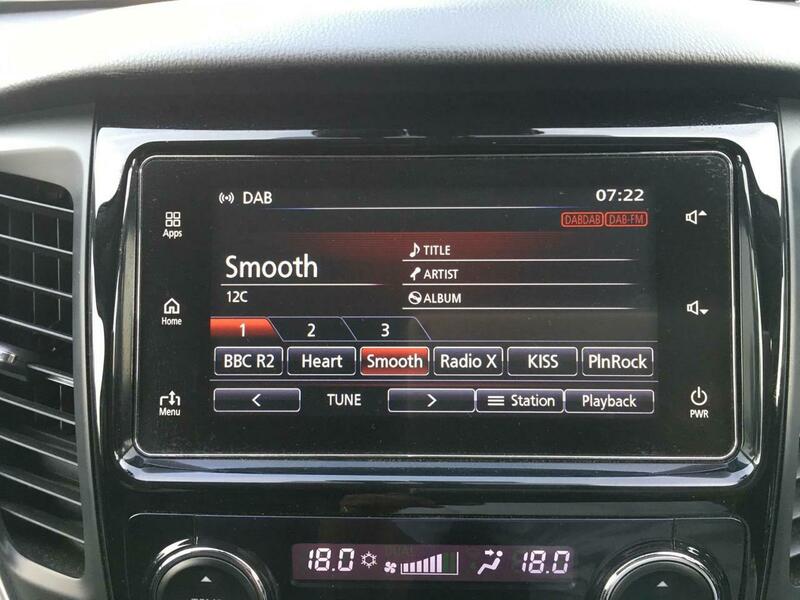 DAB
07:22
DABDAB DAB-FM
Apps
Smooth
TITLE
ARTIST
12C
ALBUM
Home
1 2 3
BBC R2 Heart Smooth Radio X KISS PlnRock
< TUNE > Station Playback
Menu
PWR
18.0 DUAL 18.0